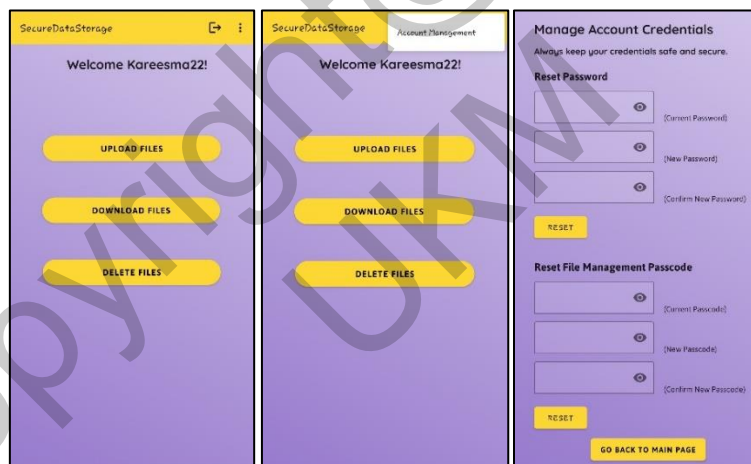 SecureDataStorage
Welcome Kareesma22!
UPLOAD FILES
DOWNLOAD FILES
DELETE FILES
SecureDataStorage
Account Management
Welcome Kareesma22!
UPLOAD FILES
DOWNLOAD FILES
DELETE FILES
Manage Account Credentials
Always keep your credentials safe and secure.
Reset Password
(Current Password)
(New Password)
(Confirm New Password)
RESET
Reset File Management Passcode
(Current Passcode)
(New Passcode)
(Confirm New Passcode)
RESET
GO BACK TO MAIN PAGE
Copyright@
UKM